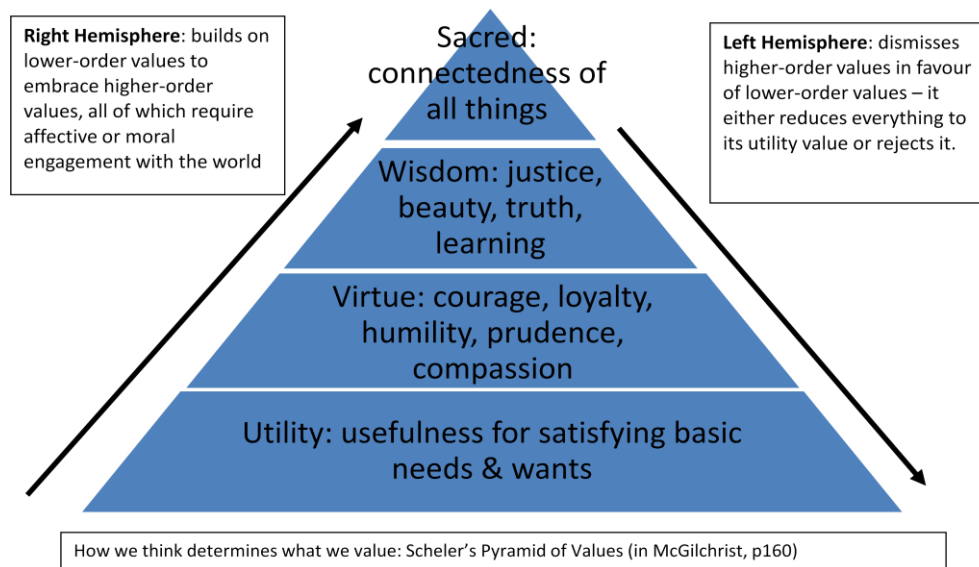 Right Hemisphere: builds on
lower-order values to
embrace higher-order
values, all of which require
affective or moral
engagement with the world
Sacred:
connectedness of
all things
Left Hemisphere: dismisses
higher-order values in favour
of lower-order values – it
either reduces everything to
its utility value or rejects it.
Wisdom: justice,
beauty, truth,
learning
Virtue: courage, loyalty,
humility, prudence,
compassion
Utility: usefulness for satisfying basic
needs & wants
How we think determines what we value: Scheler’s Pyramid of Values (in McGilchrist, p160)